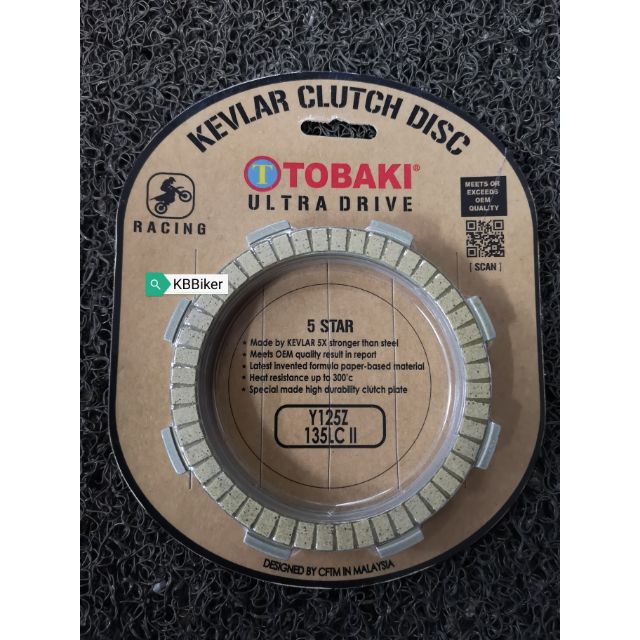 KEVLAR CLUTCH DISC
T TOBAKI®
ULTRA DRIVE
RACING
MEETS OR
EXCEEDS
OEM
QUALITY
[ SCAN ]
KBBiker
5 STAR
★ Made by KEVLAR 5X stronger than steel
★ Meets OEM quality result in report
★ Latest invented formula paper-based material
★ Heat resistance up to 300°c
★ Special made high durability clutch plate
Y125Z
135LC II
DESIGNED BY CFTM IN MALAYSIA